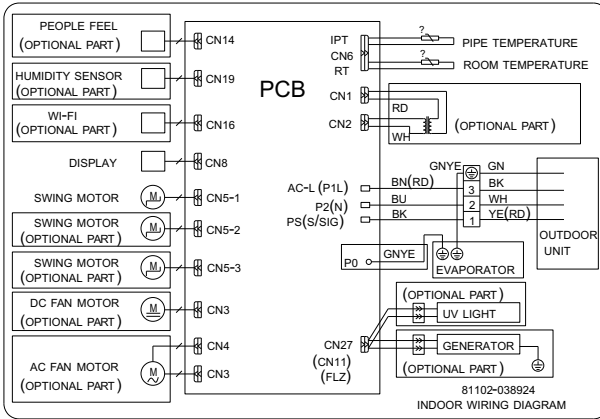 PEOPLE FEEL
(OPTIONAL PART)
CN14
HUMIDITY SENSOR
(OPTIONAL PART)
CN19
WI-FI
(OPTIONAL PART)
CN16
DISPLAY
CN8
SWING MOTOR
M
CN5-1
SWING MOTOR
(OPTIONAL PART)
M
CN5-2
SWING MOTOR
(OPTIONAL PART)
M
CN5-3
DC FAN MOTOR
(OPTIONAL PART)
M
CN3
AC FAN MOTOR
(OPTIONAL PART)
M
CN4
CN3
PCB
IPT
CN6
RT
?
PIPE TEMPERATURE
?
ROOM TEMPERATURE
CN1
CN2
RD
WH
(OPTIONAL PART)
AC-L (P1L)
P2(N)
PS(S/SIG)
BN(RD)
BU
BK
GNYE
3
2
1
GN
BK
WH
YE(RD)
OUTDOOR
UNIT
P0
GNYE
EVAPORATOR
(OPTIONAL PART)
UV LIGHT
CN27
(CN11)
(FLZ)
GENERATOR
(OPTIONAL PART)
81102-038924
INDOOR WIRING DIAGRAM